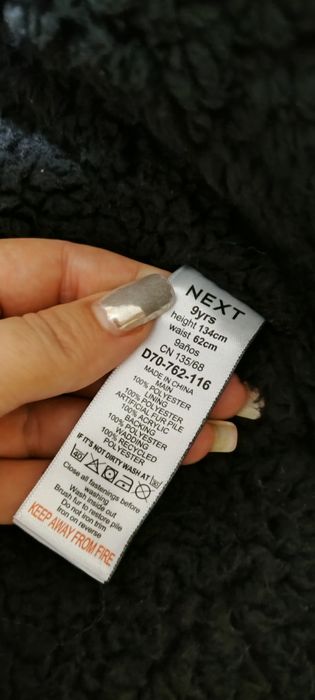 NEXT
9yrs
height 134cm
waist 62cm
9años
CN 135/68
D70-762-116
MADE IN CHINA
MAIN
100% POLYESTER
LINING
100% POLYESTER
ARTIFICIAL FUR PILE
100% ACRYLIC
BACKING
100% POLYESTER
WADDING
100% RECYCLED
POLYESTER
IF IT'S NOT DIRTY WASH AT
Close all fastenings before
washing
Wash inside out
Brush fur to restore pile
Do not iron trim
Iron on reverse
KEEP AWAY FROM FIRE